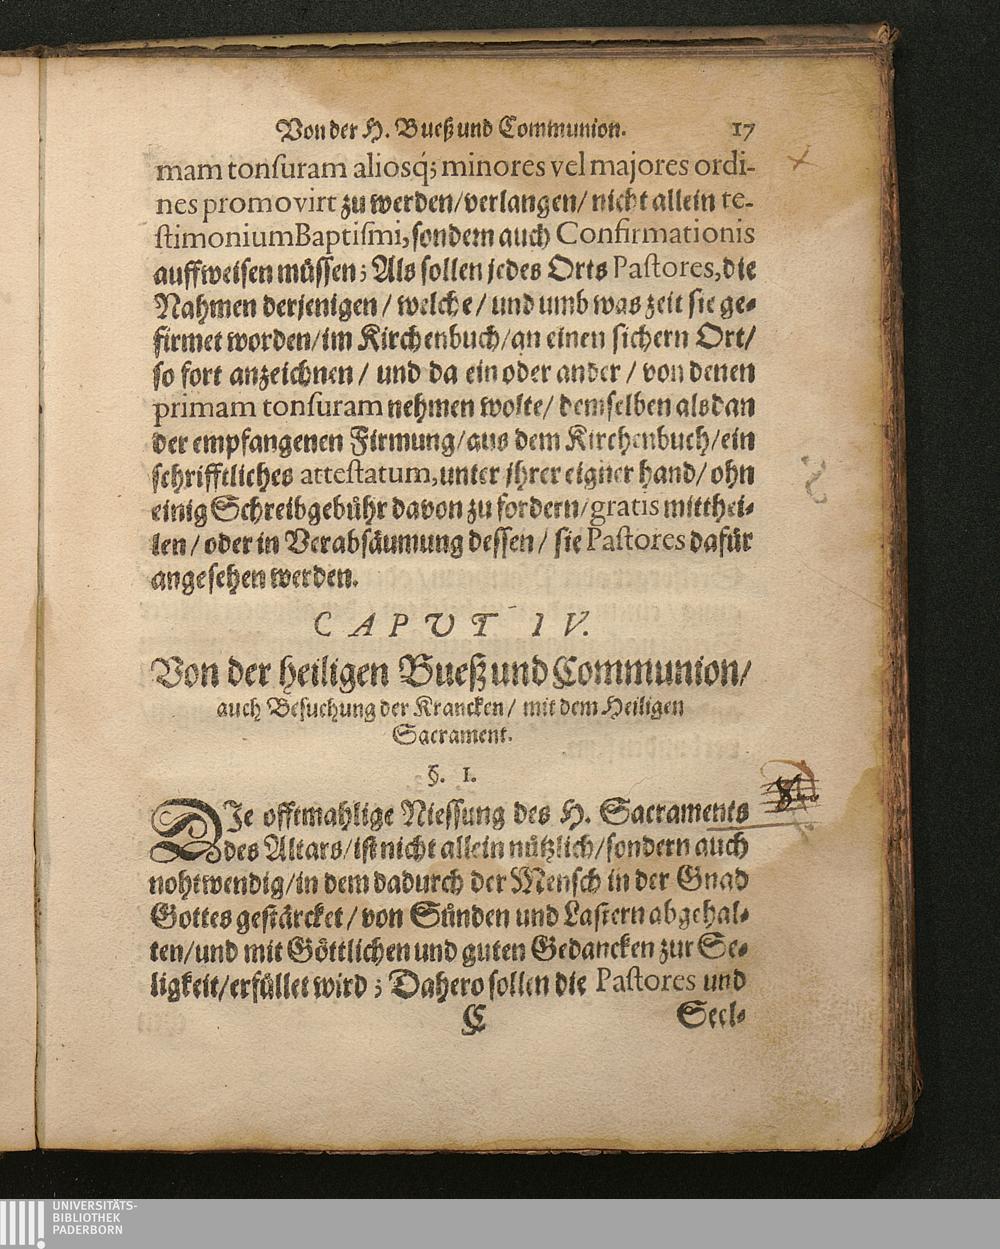 Von der H. Bueß und Communion. 17
mam tonſuram aliosq́; minores vel majores ordi-
nes promovirt zu werden/verlangen/ nicht allein te-
ſtimonium Baptiſmi, ſondern auch Confirmationis
auffweiſen müſſen; Als ſollen jedes Orts Paſtores, die
Nahmen derjenigen / welche / und umb was zeit ſie ge-
firmet worden/im Kirchenbuch/an einen ſichern Ort/
ſo fort anzeichnen / und da ein oder ander / von denen
primam tonſuram nehmen wolte/ demſelben als dan
der empfangenen Firmung/aus dem Kirchenbuch/ein
ſchrifftliches atteſtatum, unter ihrer eigner hand/ ohn
einig Schreibgebühr davon zu fordern/gratis mitthei-
len / oder in Verabſäumung deſſen / ſie Paſtores dafür
angeſehen werden.
CAPUT IV.
Von der heiligen Bueß und Communion/
auch Beſuchung der Krancken / mit dem Heiligen
Sacrament.
§. 1.
DIe offtmahlige Nieſſung des H. Sacraments
des Altars/iſt nicht allein nützlich/ſondern auch
nohtwendig/in dem dadurch der Menſch in der Gnad
Gottes geſtärcket / von Sünden und Laſtern abgehal-
ten/und mit Göttlichen und guten Gedancken zur Se-
ligkeit/erfüllet wird ; Dahero ſollen die Paſtores und
C Seel-
UNIVERSITÄTS-
BIBLIOTHEK
PADERBORN